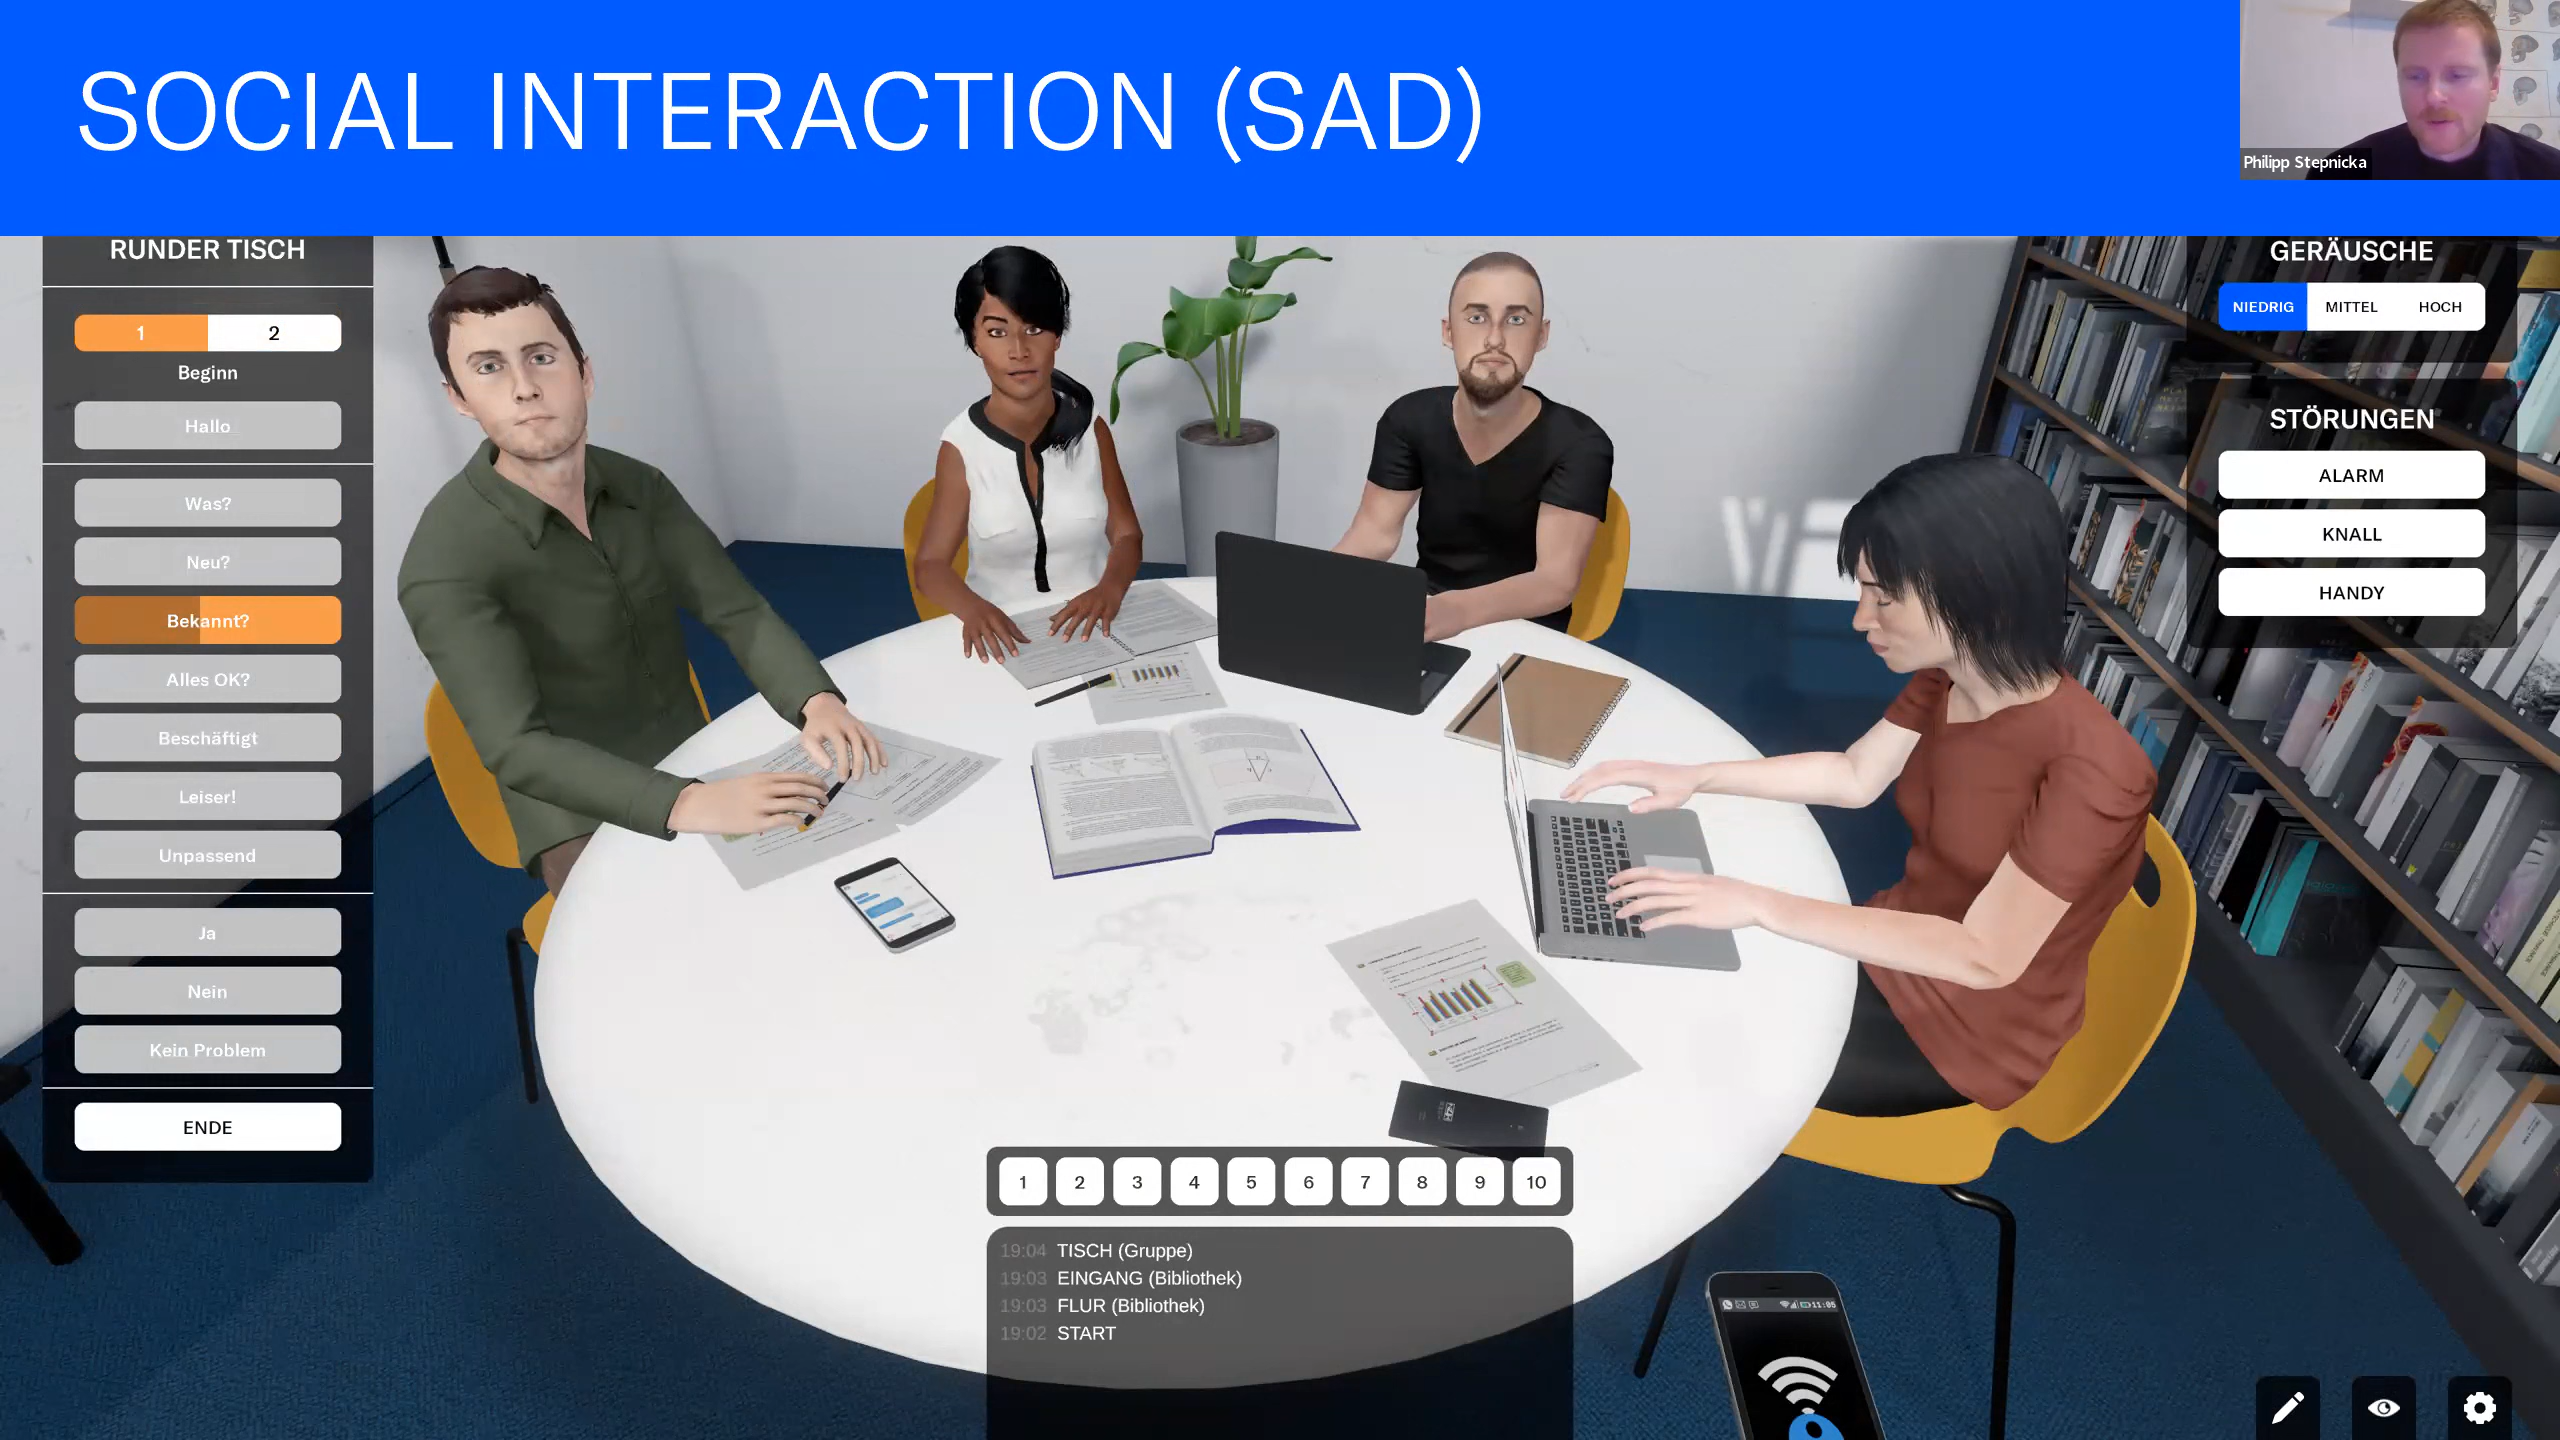 SOCIAL INTERACTION (SAD)
Philipp Stepnicka
RUNDER TISCH
1 2
Beginn
Hallo
Was?
Neu?
Bekannt?
Alles OK?
Beschäftigt
Leiser!
Unpassend
Ja
Nein
Kein Problem
ENDE
GERÄUSCHE
NIEDRIG MITTEL HOCH
STÖRUNGEN
ALARM
KNALL
HANDY
1 2 3 4 5 6 7 8 9 10
19:04 TISCH (Gruppe)
19:03 EINGANG (Bibliothek)
19:03 FLUR (Bibliothek)
19:02 START
11:05